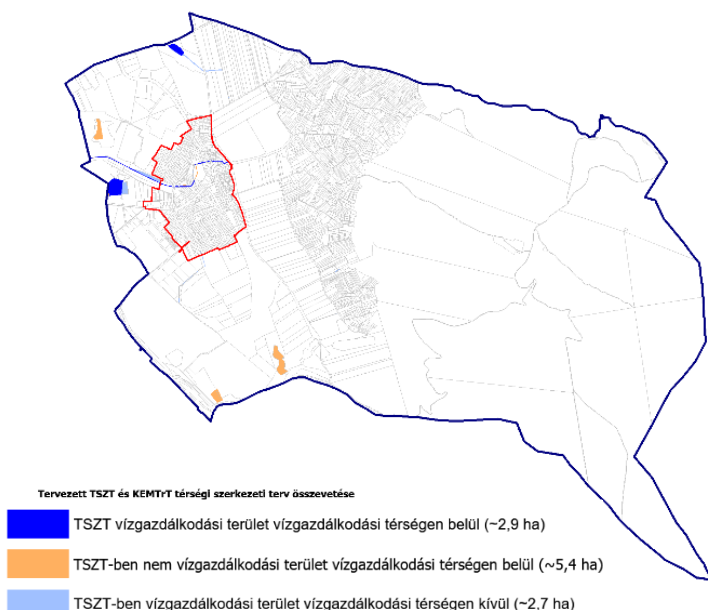 Tervezett TSZT és KEMTrT térségi szerkezeti terv összevetése
TSZT vízgazdálkodási terület vízgazdálkodási térségen belül (~2,9 ha)
TSZT-ben nem vízgazdálkodási terület vízgazdálkodási térségen belül (~5,4 ha)
TSZT-ben vízgazdálkodási terület vízgazdálkodási térségen kívül (~2,7 ha)